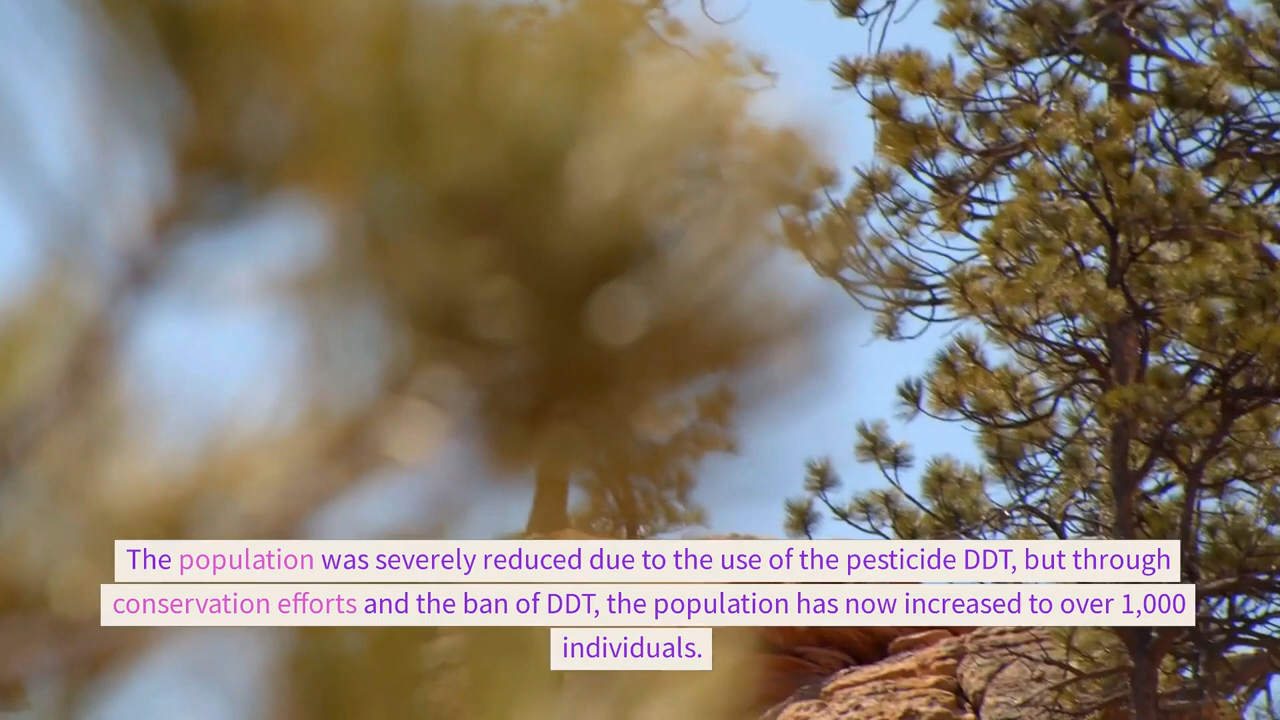 The population was severely reduced due to the use of the pesticide DDT, but through
conservation efforts and the ban of DDT, the population has now increased to over 1,000
individuals.